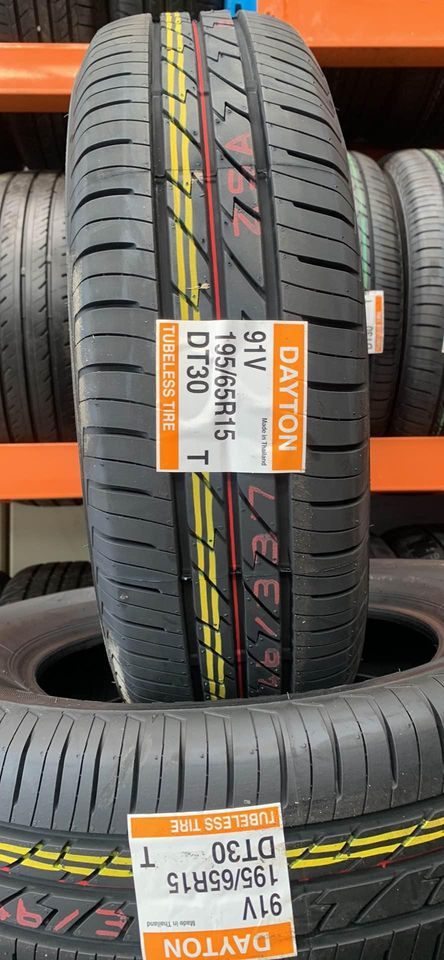 DAYTON
Made in Thailand
91V
195/65R15
DT30
T
TUBELESS TIRE
TUBELESS TIRE
DT30
T
195/65R15
91V
Made in Thailand
DAYTON